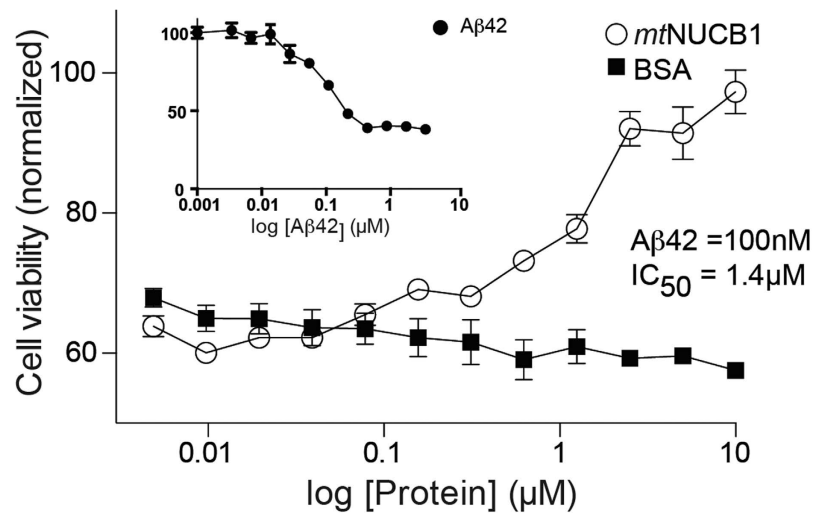 Aβ42
mtNUCB1
BSA
100
50
0
0.001
0.01
0.1
1
10
log [Aβ42] (µM)
Cell viability (normalized)
100
80
60
Aβ42 =100nM
IC50 = 1.4µM
0.01
0.1
1
10
log [Protein] (µM)